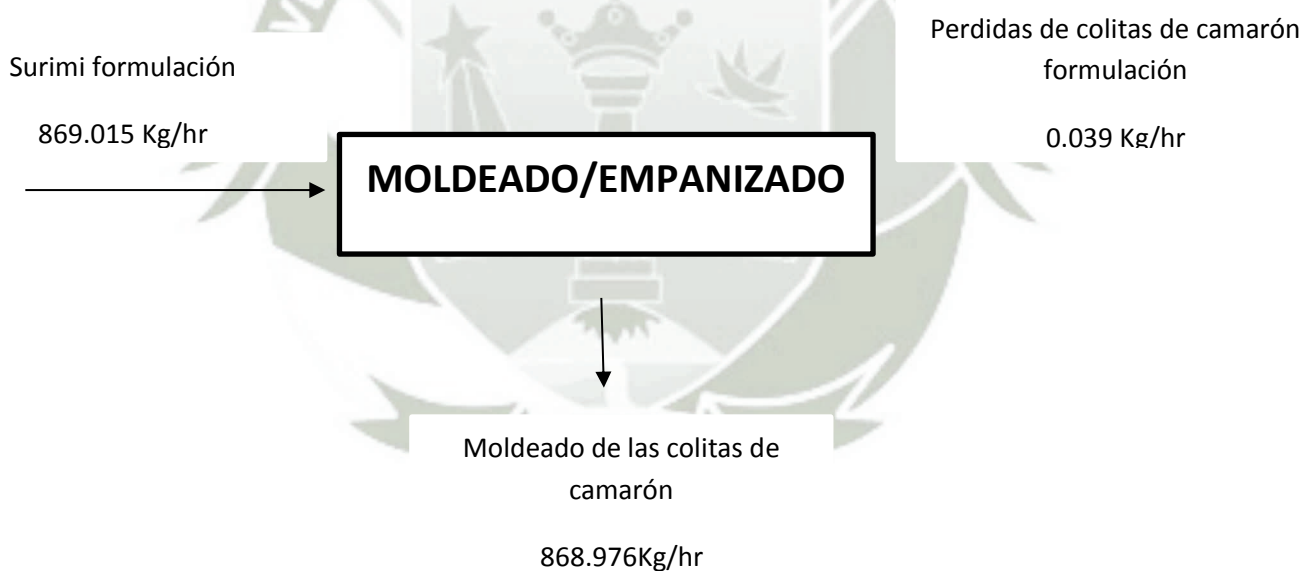 Surimi formulación
869.015 Kg/hr
Perdidas de colitas de camarón
formulación
0.039 Kg/hr
MOLDEADO/EMPANIZADO
Moldeado de las colitas de
camarón
868.976Kg/hr